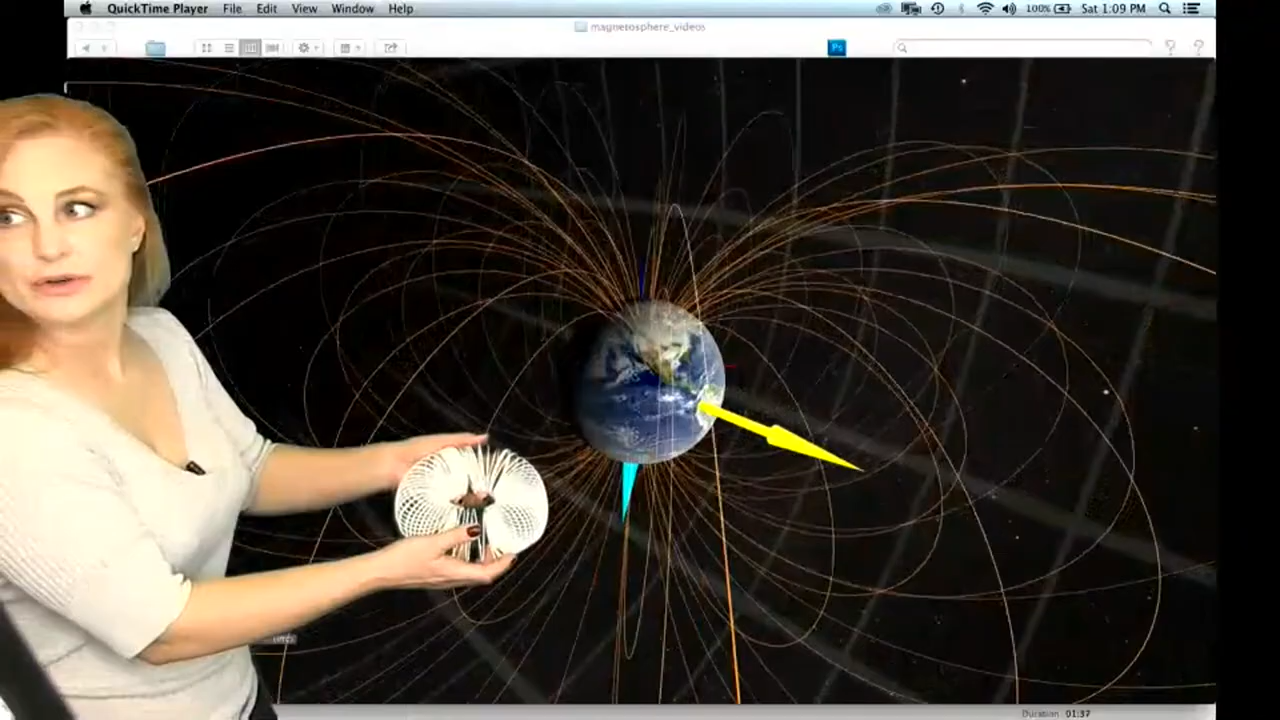 QuickTime Player File Edit View Window Help 100% Sat 1:09 PM
magnetosphere_videos
Ps
Duration 01:37